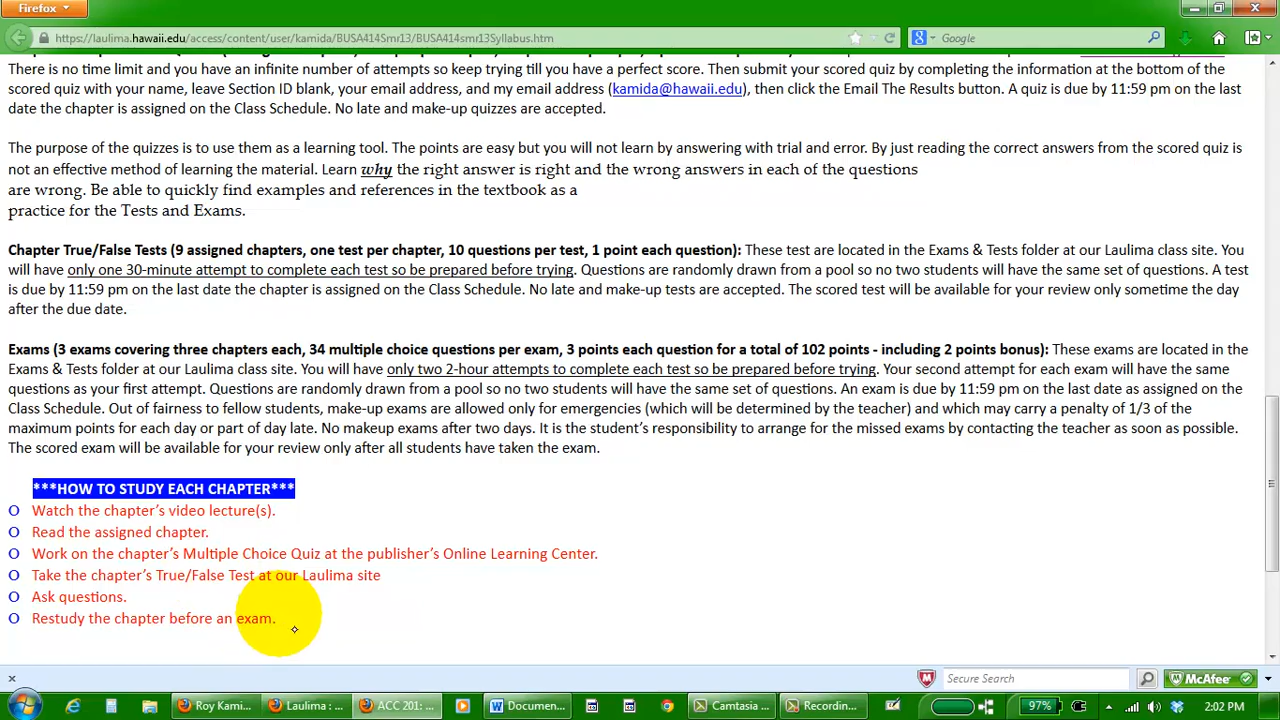 Firefox
https://laulima.hawaii.edu/access/content/user/kamida/BUSA414Smr13/BUSA414smr13Syllabus.htm
Google
There is no time limit and you have an infinite number of attempts so keep trying till you have a perfect score. Then submit your scored quiz by completing the information at the bottom of the
scored quiz with your name, leave Section ID blank, your email address, and my email address (kamida@hawaii.edu), then click the Email The Results button. A quiz is due by 11:59 pm on the last
date the chapter is assigned on the Class Schedule. No late and make-up quizzes are accepted.
The purpose of the quizzes is to use them as a learning tool. The points are easy but you will not learn by answering with trial and error. By just reading the correct answers from the scored quiz is
not an effective method of learning the material. Learn why the right answer is right and the wrong answers in each of the questions
are wrong. Be able to quickly find examples and references in the textbook as a
practice for the Tests and Exams.
Chapter True/False Tests (9 assigned chapters, one test per chapter, 10 questions per test, 1 point each question): These test are located in the Exams & Tests folder at our Laulima class site. You
will have only one 30-minute attempt to complete each test so be prepared before trying. Questions are randomly drawn from a pool so no two students will have the same set of questions. A test
is due by 11:59 pm on the last date the chapter is assigned on the Class Schedule. No late and make-up tests are accepted. The scored test will be available for your review only sometime the day
after the due date.
Exams (3 exams covering three chapters each, 34 multiple choice questions per exam, 3 points each question for a total of 102 points - including 2 points bonus): These exams are located in the
Exams & Tests folder at our Laulima class site. You will have only two 2-hour attempts to complete each test so be prepared before trying. Your second attempt for each exam will have the same
questions as your first attempt. Questions are randomly drawn from a pool so no two students will have the same set of questions. An exam is due by 11:59 pm on the last date as assigned on the
Class Schedule. Out of fairness to fellow students, make-up exams are allowed only for emergencies (which will be determined by the teacher) and which may carry a penalty of 1/3 of the
maximum points for each day or part of day late. No makeup exams after two days. It is the student's responsibility to arrange for the missed exams by contacting the teacher as soon as possible.
The scored exam will be available for your review only after all students have taken the exam.
***HOW TO STUDY EACH CHAPTER***
O Watch the chapter's video lecture(s).
O Read the assigned chapter.
O Work on the chapter's Multiple Choice Quiz at the publisher's Online Learning Center.
O Take the chapter's True/False Test at our Laulima site
O Ask questions.
O Restudy the chapter before an exam.
Secure Search
McAfee
Roy Kami...
Laulima : ...
ACC 201: ...
Documen...
Camtasia ...
Recording...
97%
2:02 PM